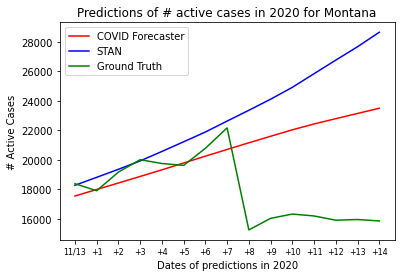 Predictions of # active cases in 2020 for Montana
COVID Forecaster
STAN
Ground Truth
# Active Cases
28000
26000
24000
22000
20000
18000
16000
11/13 +1 +2 +3 +4 +5 +6 +7 +8 +9 +10 +11 +12 +13 +14
Dates of predictions in 2020